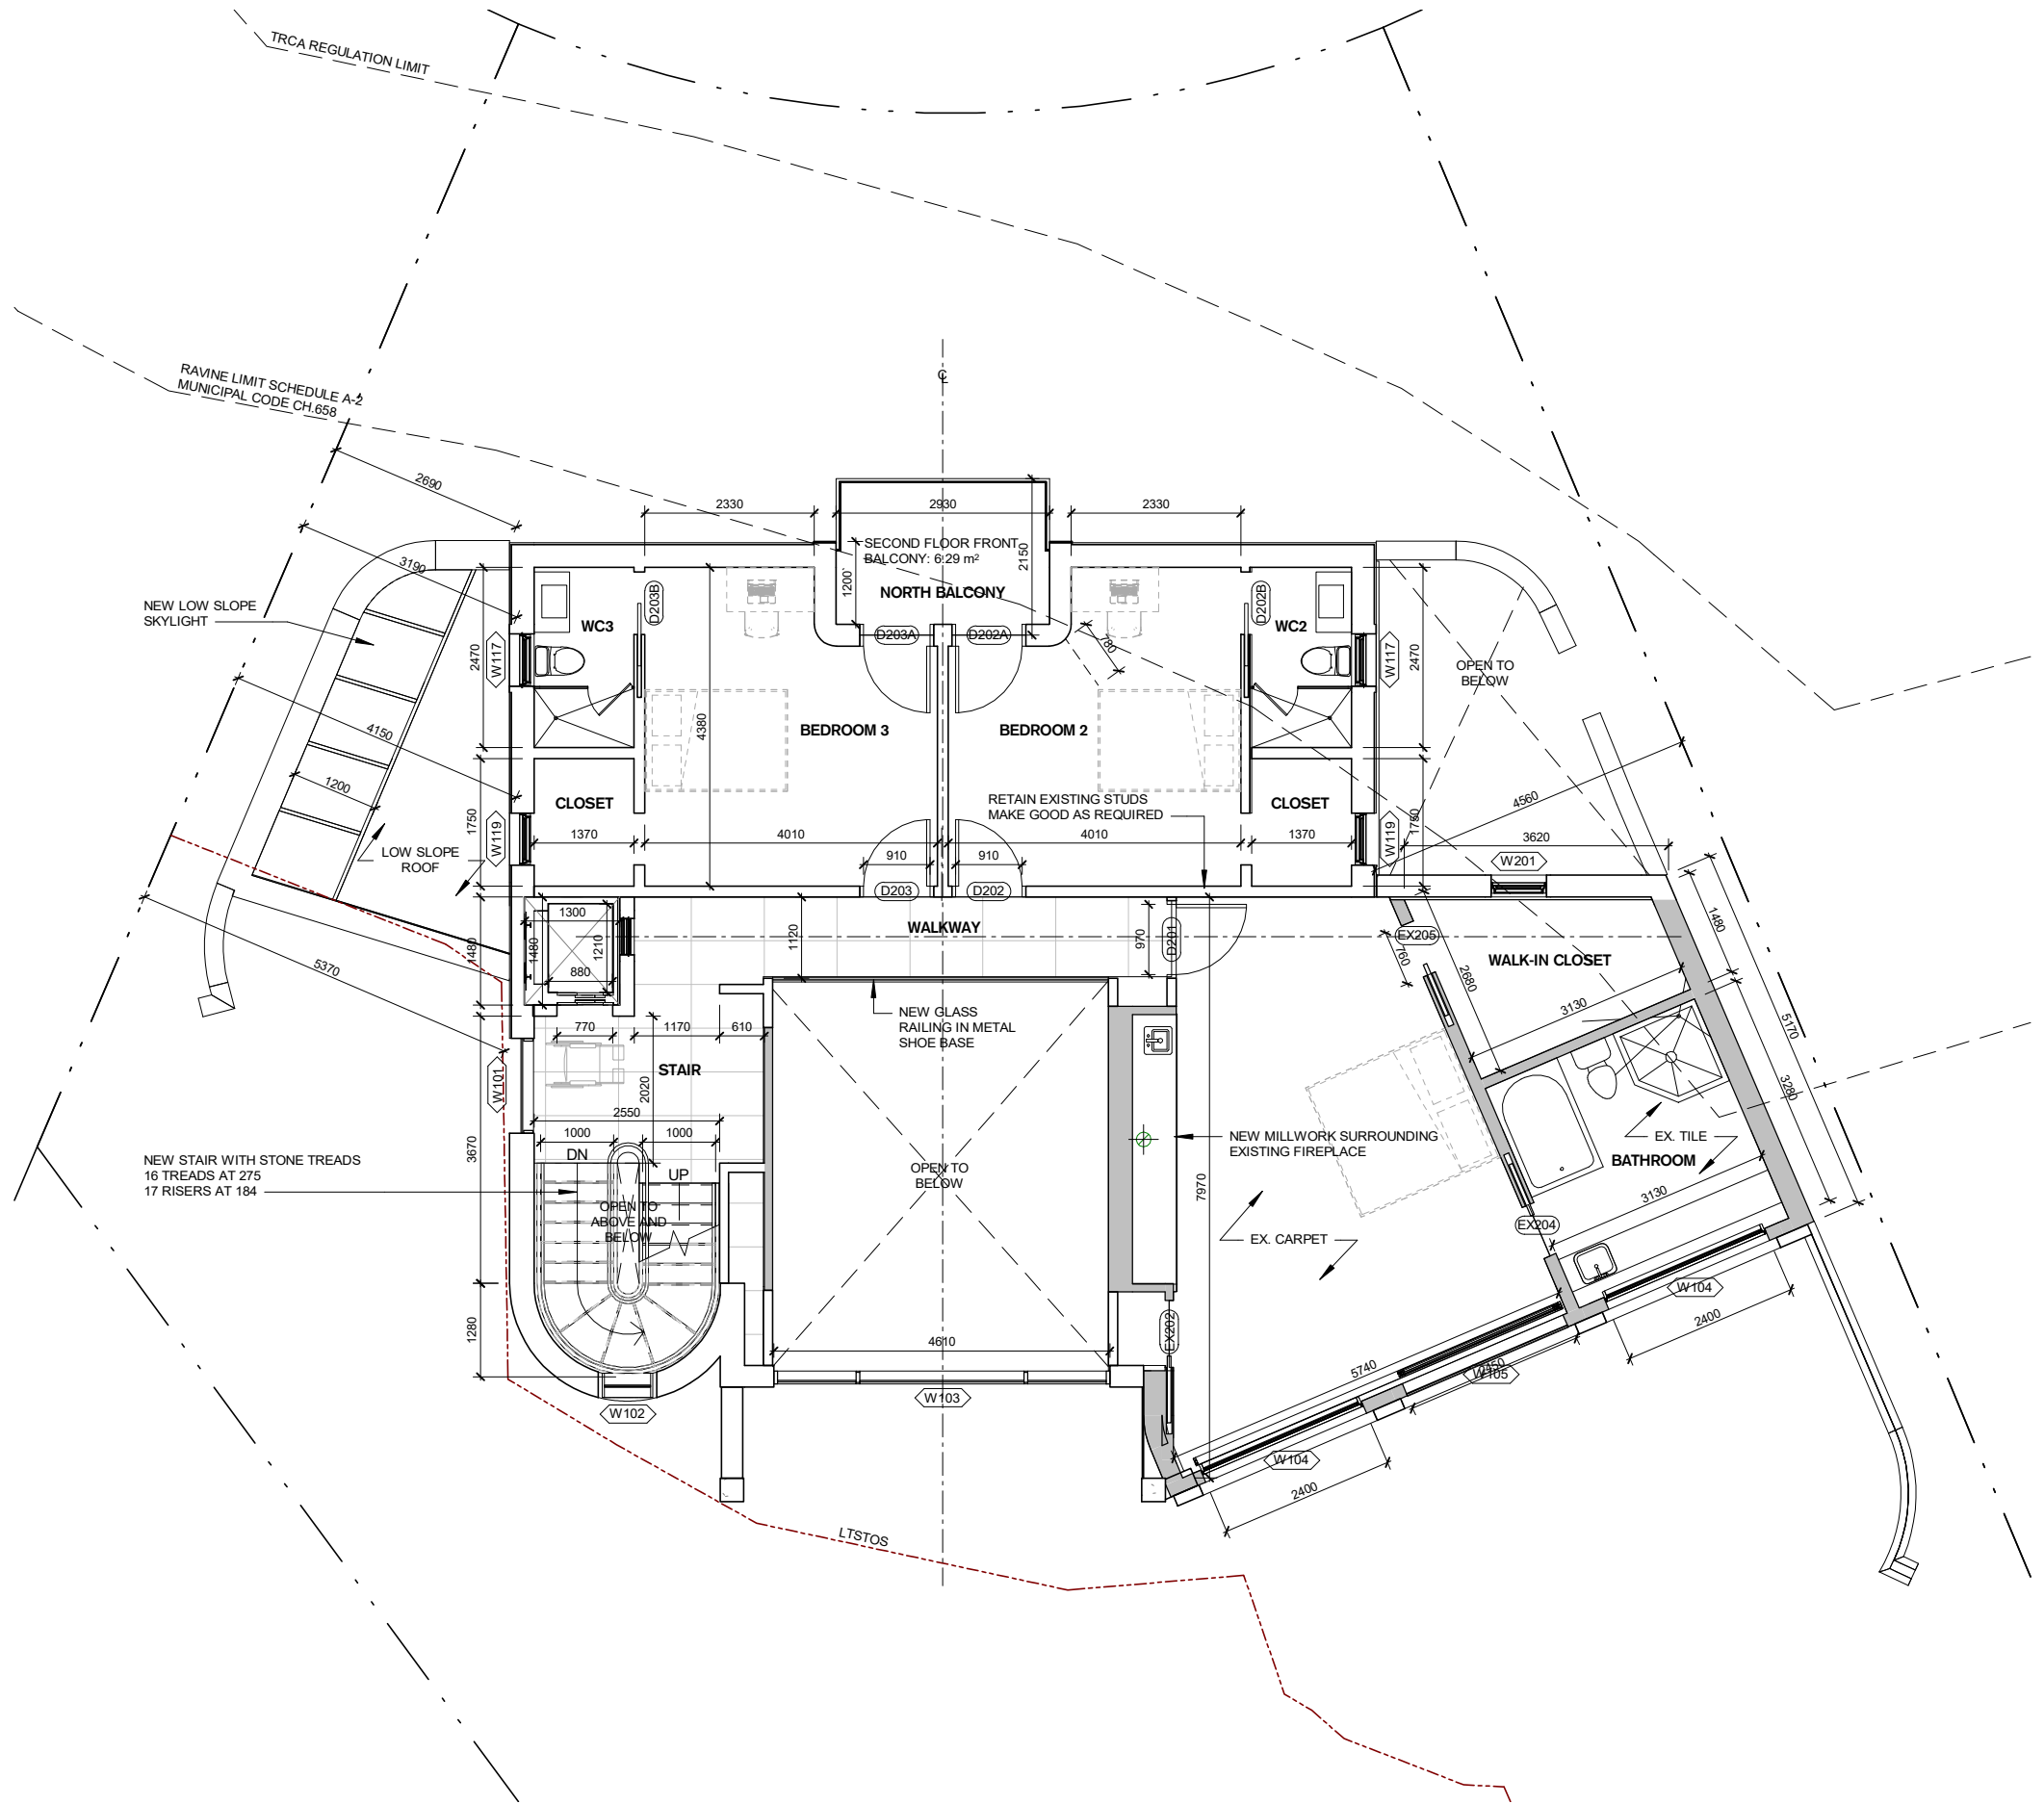 TRCA REGULATION LIMIT
RAVINE LIMIT SCHEDULE A-2
MUNICIPAL CODE CH.658
℄
2690
2330
2930
2330
SECOND FLOOR FRONT
BALCONY: 6.29 m²
2150
1200
NORTH BALCONY
3190
NEW LOW SLOPE
SKYLIGHT
D203B
D202B
WC3
WC2
D203A
D202A
780
W117
2470
W117
2470
OPEN TO
BELOW
4380
BEDROOM 3
BEDROOM 2
4150
1200
CLOSET
CLOSET
RETAIN EXISTING STUDS
MAKE GOOD AS REQUIRED
4560
1750
W119
W119
1750
1370
4010
4010
1370
3620
LOW SLOPE
ROOF
910
910
W201
D203
D202
1300
1480
1480
1210
880
1120
WALKWAY
970
D201
EX205
760
1480
5370
2680
WALK-IN CLOSET
3130
NEW GLASS
RAILING IN METAL
SHOE BASE
770
1170
610
5170
STAIR
2020
W101
3280
2550
1000
1000
3670
DN
UP
NEW STAIR WITH STONE TREADS
16 TREADS AT 275
17 RISERS AT 184
NEW MILLWORK SURROUNDING
EXISTING FIREPLACE
EX. TILE
BATHROOM
OPEN TO
BELOW
7970
3130
OPEN TO
ABOVE AND
BELOW
EX204
EX. CARPET
1280
EX202
W104
2400
4610
5740
2450
W105
W103
W102
W104
2400
LTSTOS